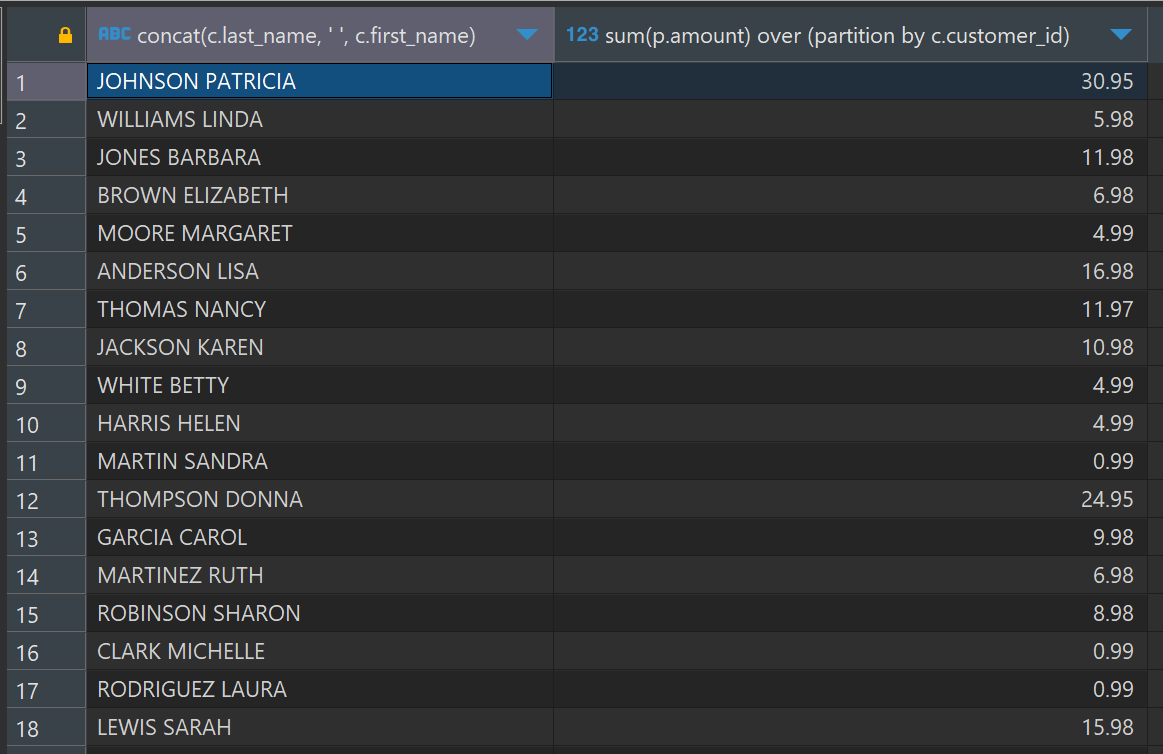 ABC concat(c.last_name, ' ', c.first_name) 123 sum(p.amount) over (partition by c.customer_id)
1 JOHNSON PATRICIA 30.95
2 WILLIAMS LINDA 5.98
3 JONES BARBARA 11.98
4 BROWN ELIZABETH 6.98
5 MOORE MARGARET 4.99
6 ANDERSON LISA 16.98
7 THOMAS NANCY 11.97
8 JACKSON KAREN 10.98
9 WHITE BETTY 4.99
10 HARRIS HELEN 4.99
11 MARTIN SANDRA 0.99
12 THOMPSON DONNA 24.95
13 GARCIA CAROL 9.98
14 MARTINEZ RUTH 6.98
15 ROBINSON SHARON 8.98
16 CLARK MICHELLE 0.99
17 RODRIGUEZ LAURA 0.99
18 LEWIS SARAH 15.98